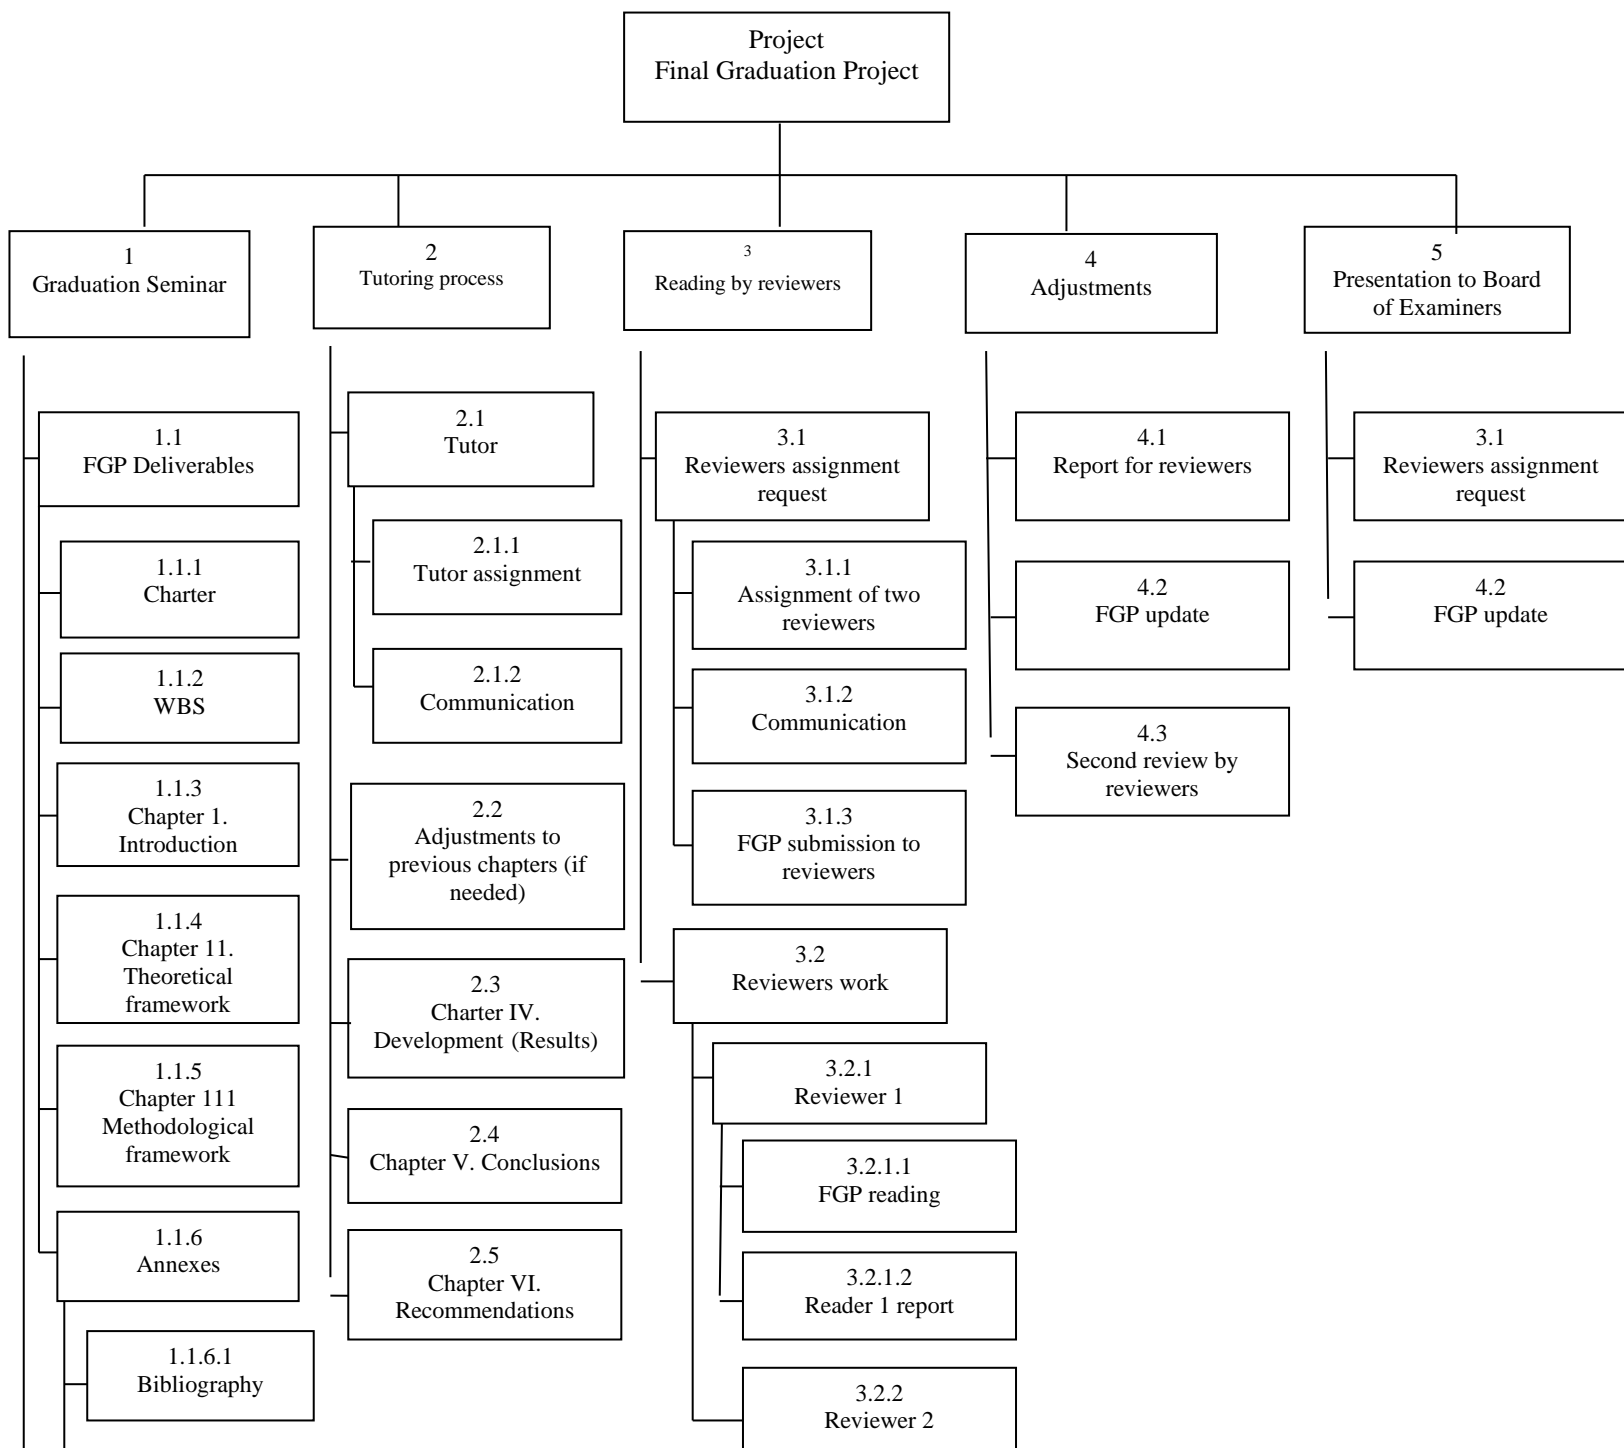 Project
Final Graduation Project
1
Graduation Seminar
2
Tutoring process
3
Reading by reviewers
4
Adjustments
5
Presentation to Board
of Examiners
1.1
FGP Deliverables
1.1.1
Charter
1.1.2
WBS
1.1.3
Chapter 1.
Introduction
1.1.4
Chapter 11.
Theoretical
framework
1.1.5
Chapter 111
Methodological
framework
1.1.6
Annexes
1.1.6.1
Bibliography
2.1
Tutor
2.1.1
Tutor assignment
2.1.2
Communication
2.2
Adjustments to
previous chapters (if
needed)
2.3
Charter IV.
Development (Results)
2.4
Chapter V. Conclusions
2.5
Chapter VI.
Recommendations
3.1
Reviewers assignment
request
3.1.1
Assignment of two
reviewers
3.1.2
Communication
3.1.3
FGP submission to
reviewers
3.2
Reviewers work
3.2.1
Reviewer 1
3.2.1.1
FGP reading
3.2.1.2
Reader 1 report
3.2.2
Reviewer 2
4.1
Report for reviewers
4.2
FGP update
4.3
Second review by
reviewers
3.1
Reviewers assignment
request
4.2
FGP update